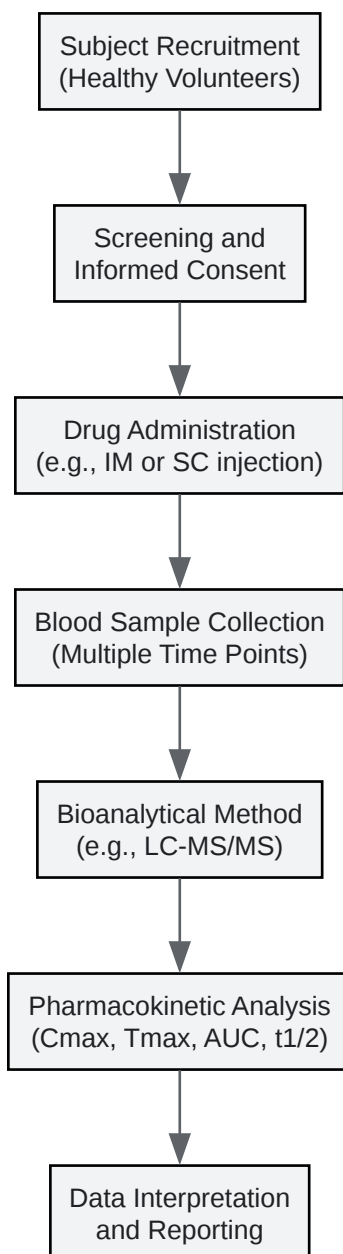 Subject Recruitment
(Healthy Volunteers)
Screening and
Informed Consent
Drug Administration
(e.g., IM or SC injection)
Blood Sample Collection
(Multiple Time Points)
Bioanalytical Method
(e.g., LC-MS/MS)
Pharmacokinetic Analysis
(Cmax, Tmax, AUC, t1/2)
Data Interpretation
and Reporting